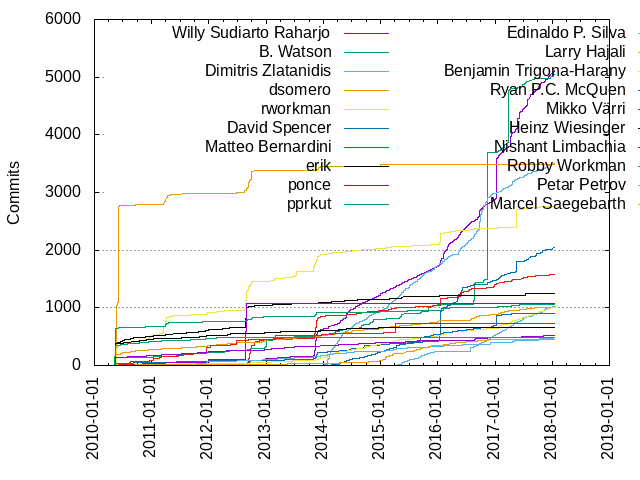 6000
5000
4000
3000
2000
1000
0
Commits
Willy Sudiarto Raharjo
B. Watson
Dimitris Zlatanidis
dsomero
rworkman
David Spencer
Matteo Bernardini
erik
ponce
pprkut
Edinaldo P. Silva
Larry Hajali
Benjamin Trigona-Harany
Ryan P.C. McQuen
Mikko Värri
Heinz Wiesinger
Nishant Limbachia
Robby Workman
Petar Petrov
Marcel Saegebarth
2010-01-01
2011-01-01
2012-01-01
2013-01-01
2014-01-01
2015-01-01
2016-01-01
2017-01-01
2018-01-01
2019-01-01